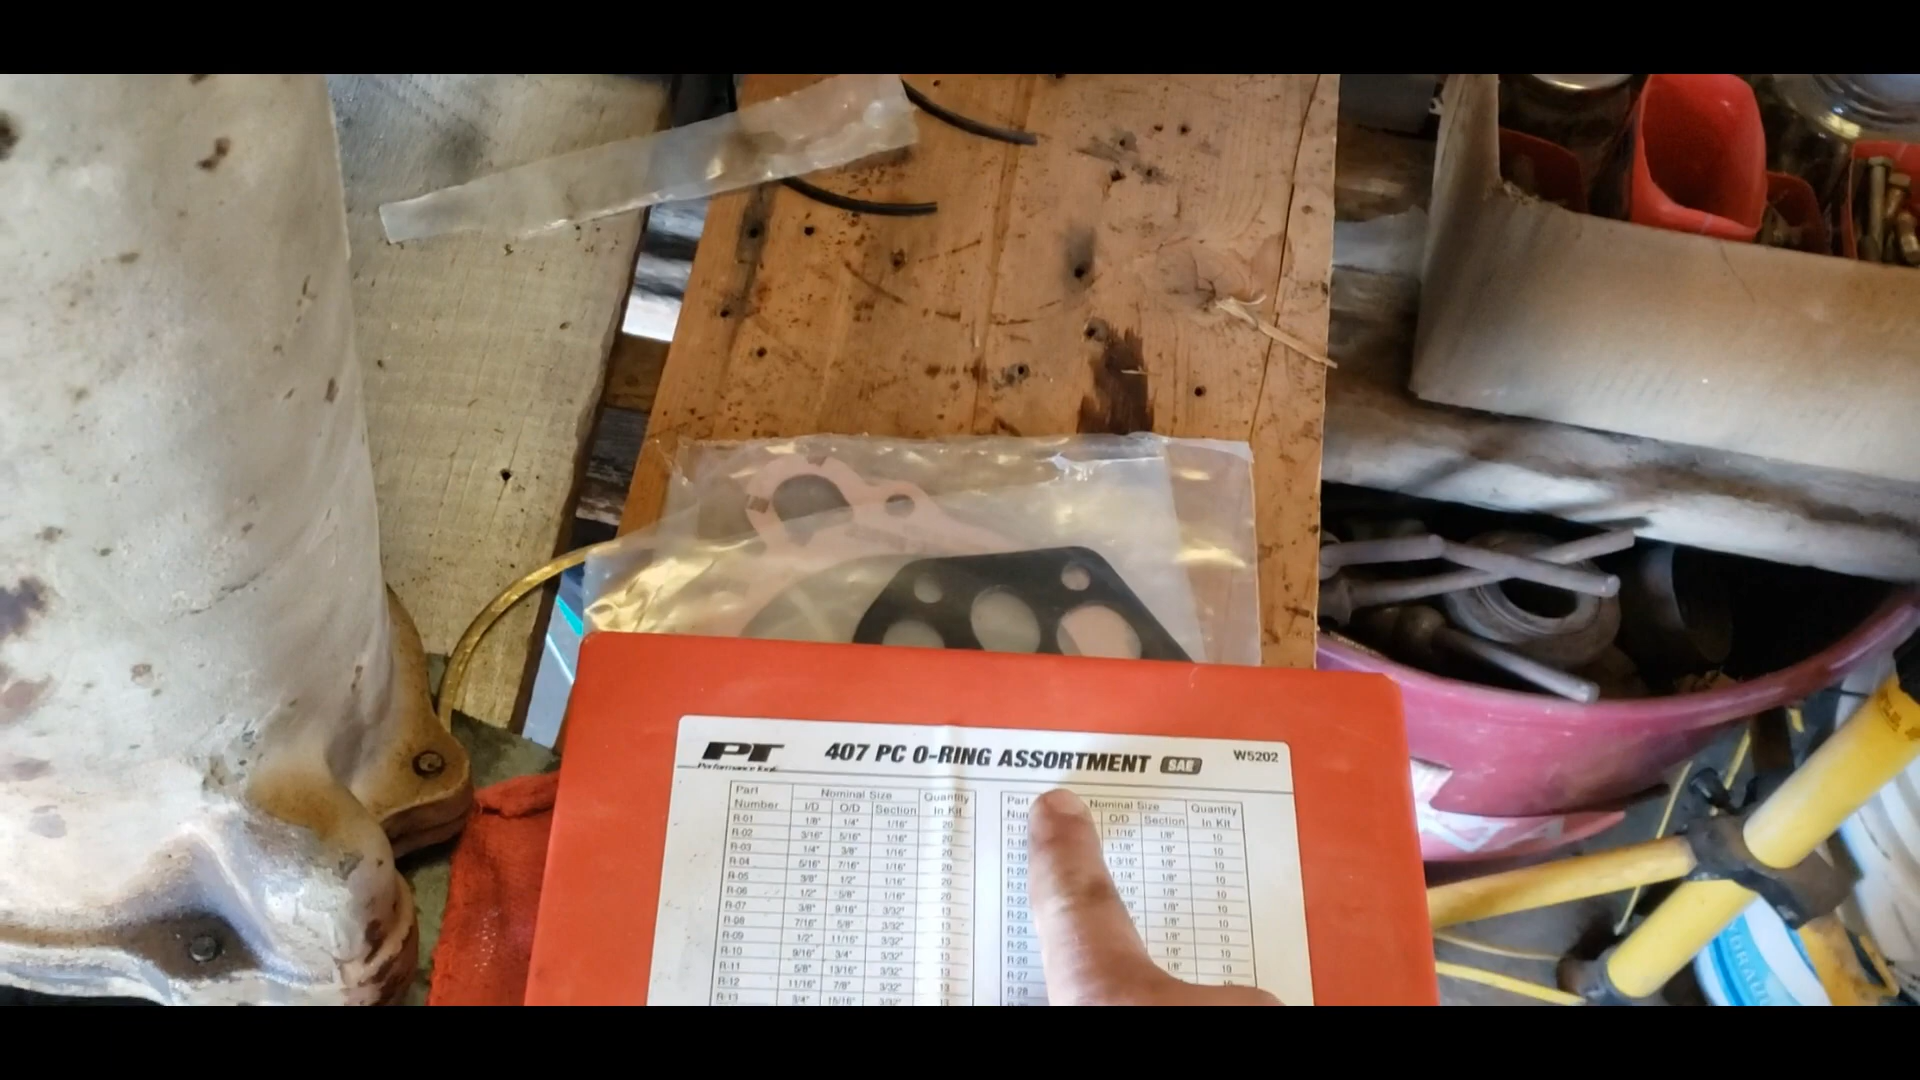 PT 407 PC O-RING ASSORTMENT SAE W5202
Performance Tool
Part Number Nominal Size I/D O/D Section Quantity In Kit
R-01 1/8" 1/4" 1/16" 20
R-02 3/16" 5/16" 1/16" 20
R-03 1/4" 3/8" 1/16" 20
R-04 5/16" 7/16" 1/16" 20
R-05 3/8" 1/2" 1/16" 20
R-06 1/2" 5/8" 1/16" 20
R-07 3/8" 9/16" 3/32" 13
R-08 7/16" 5/8" 3/32" 13
R-09 1/2" 11/16" 3/32" 13
R-10 9/16" 3/4" 3/32" 13
R-11 5/8" 13/16" 3/32" 13
R-12 11/16" 7/8" 3/32" 13
R-13 3/4" 15/16" 3/32" 13
Part Nominal Size O/D Section Quantity In Kit
R-17 1-1/16" 1/8" 10
R-18 1-1/8" 1/8" 10
R-19 1-3/16" 1/8" 10
R-20 1-1/4" 1/8" 10
R-21 1/8" 10
R-22 1/8" 10
R-23 1/8" 10
R-24 1/8" 10
R-25 1/8" 10
R-26 1/8" 10
R-27
R-28